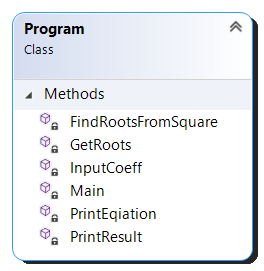 Program
Class
Methods
FindRootsFromSquare
GetRoots
InputCoeff
Main
PrintEqiation
PrintResult